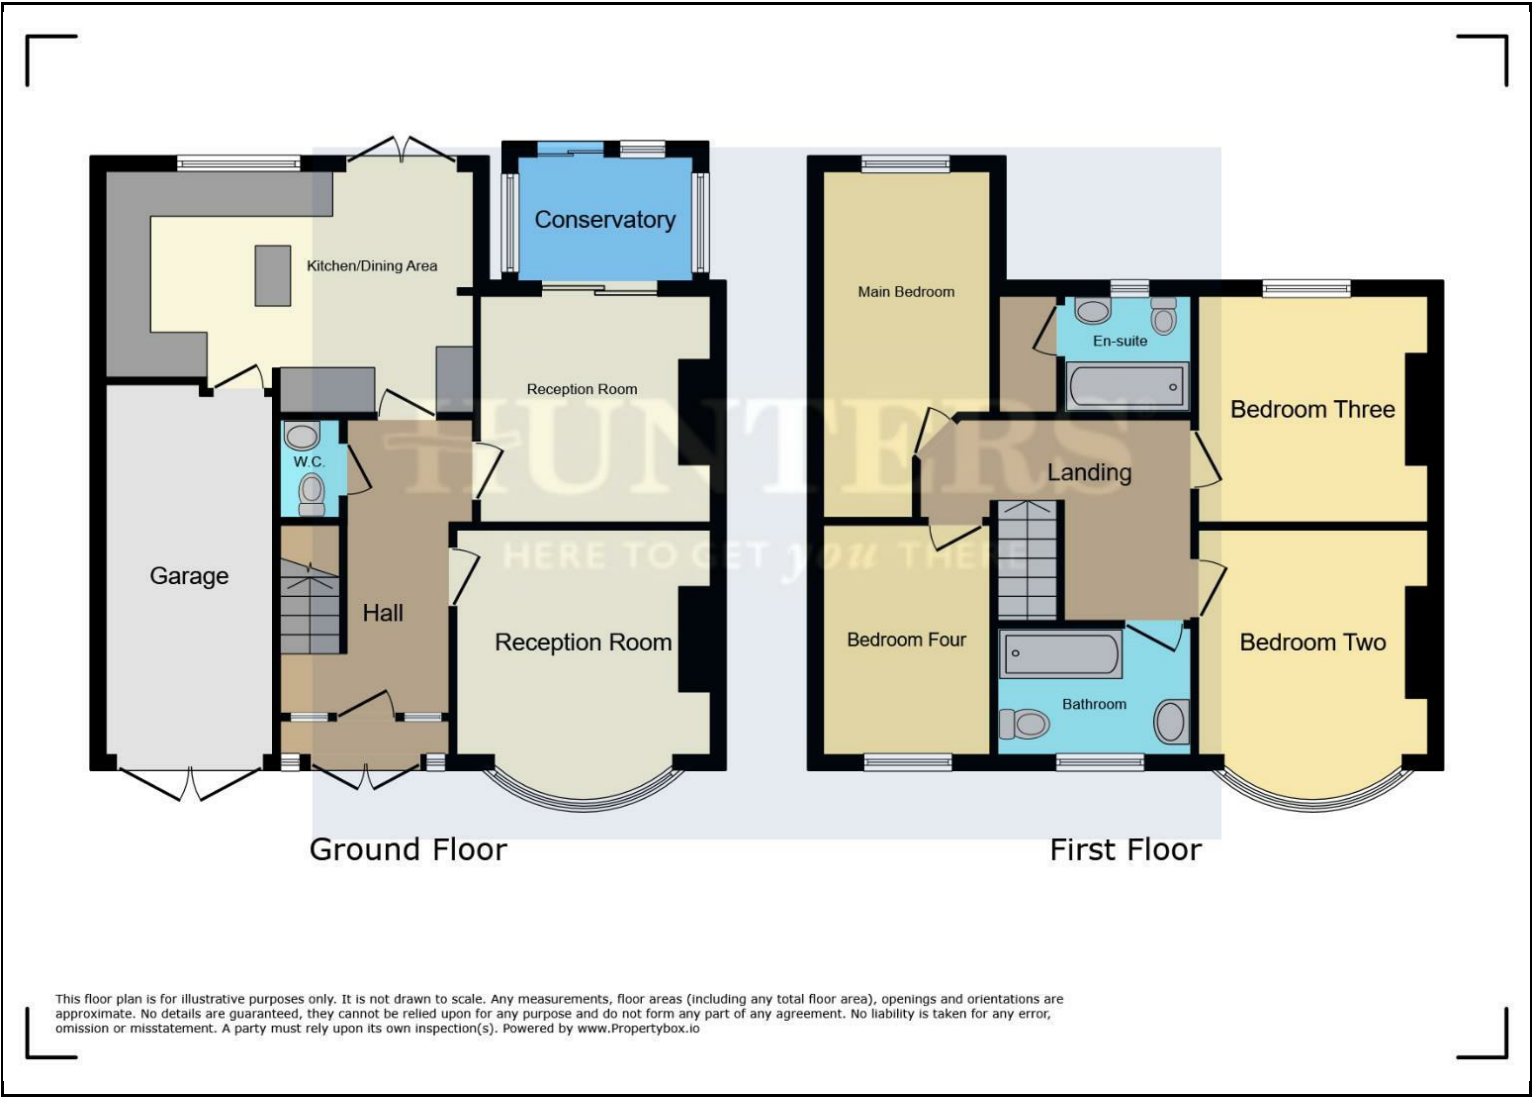 Conservatory
Kitchen/Dining Area
Main Bedroom
En-suite
Reception Room
Bedroom Three
HUNTERS®
W.C.
Landing
HERE TO GET you THERE
Garage
Hall
Reception Room
Bedroom Four
Bedroom Two
Bathroom
Ground Floor
First Floor
This floor plan is for illustrative purposes only. It is not drawn to scale. Any measurements, floor areas (including any total floor area), openings and orientations are
approximate. No details are guaranteed, they cannot be relied upon for any purpose and do not form any part of any agreement. No liability is taken for any error,
omission or misstatement. A party must rely upon its own inspection(s). Powered by www.Propertybox.io